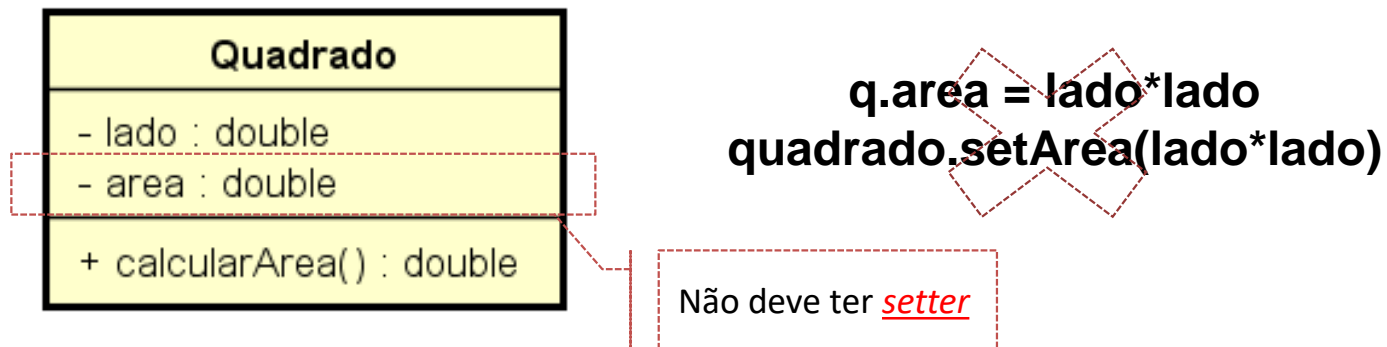 Quadrado
- lado : double
- area : double
+ calcularArea() : double
q.area = lado*lado
quadrado.setArea(lado*lado)
Não deve ter setter